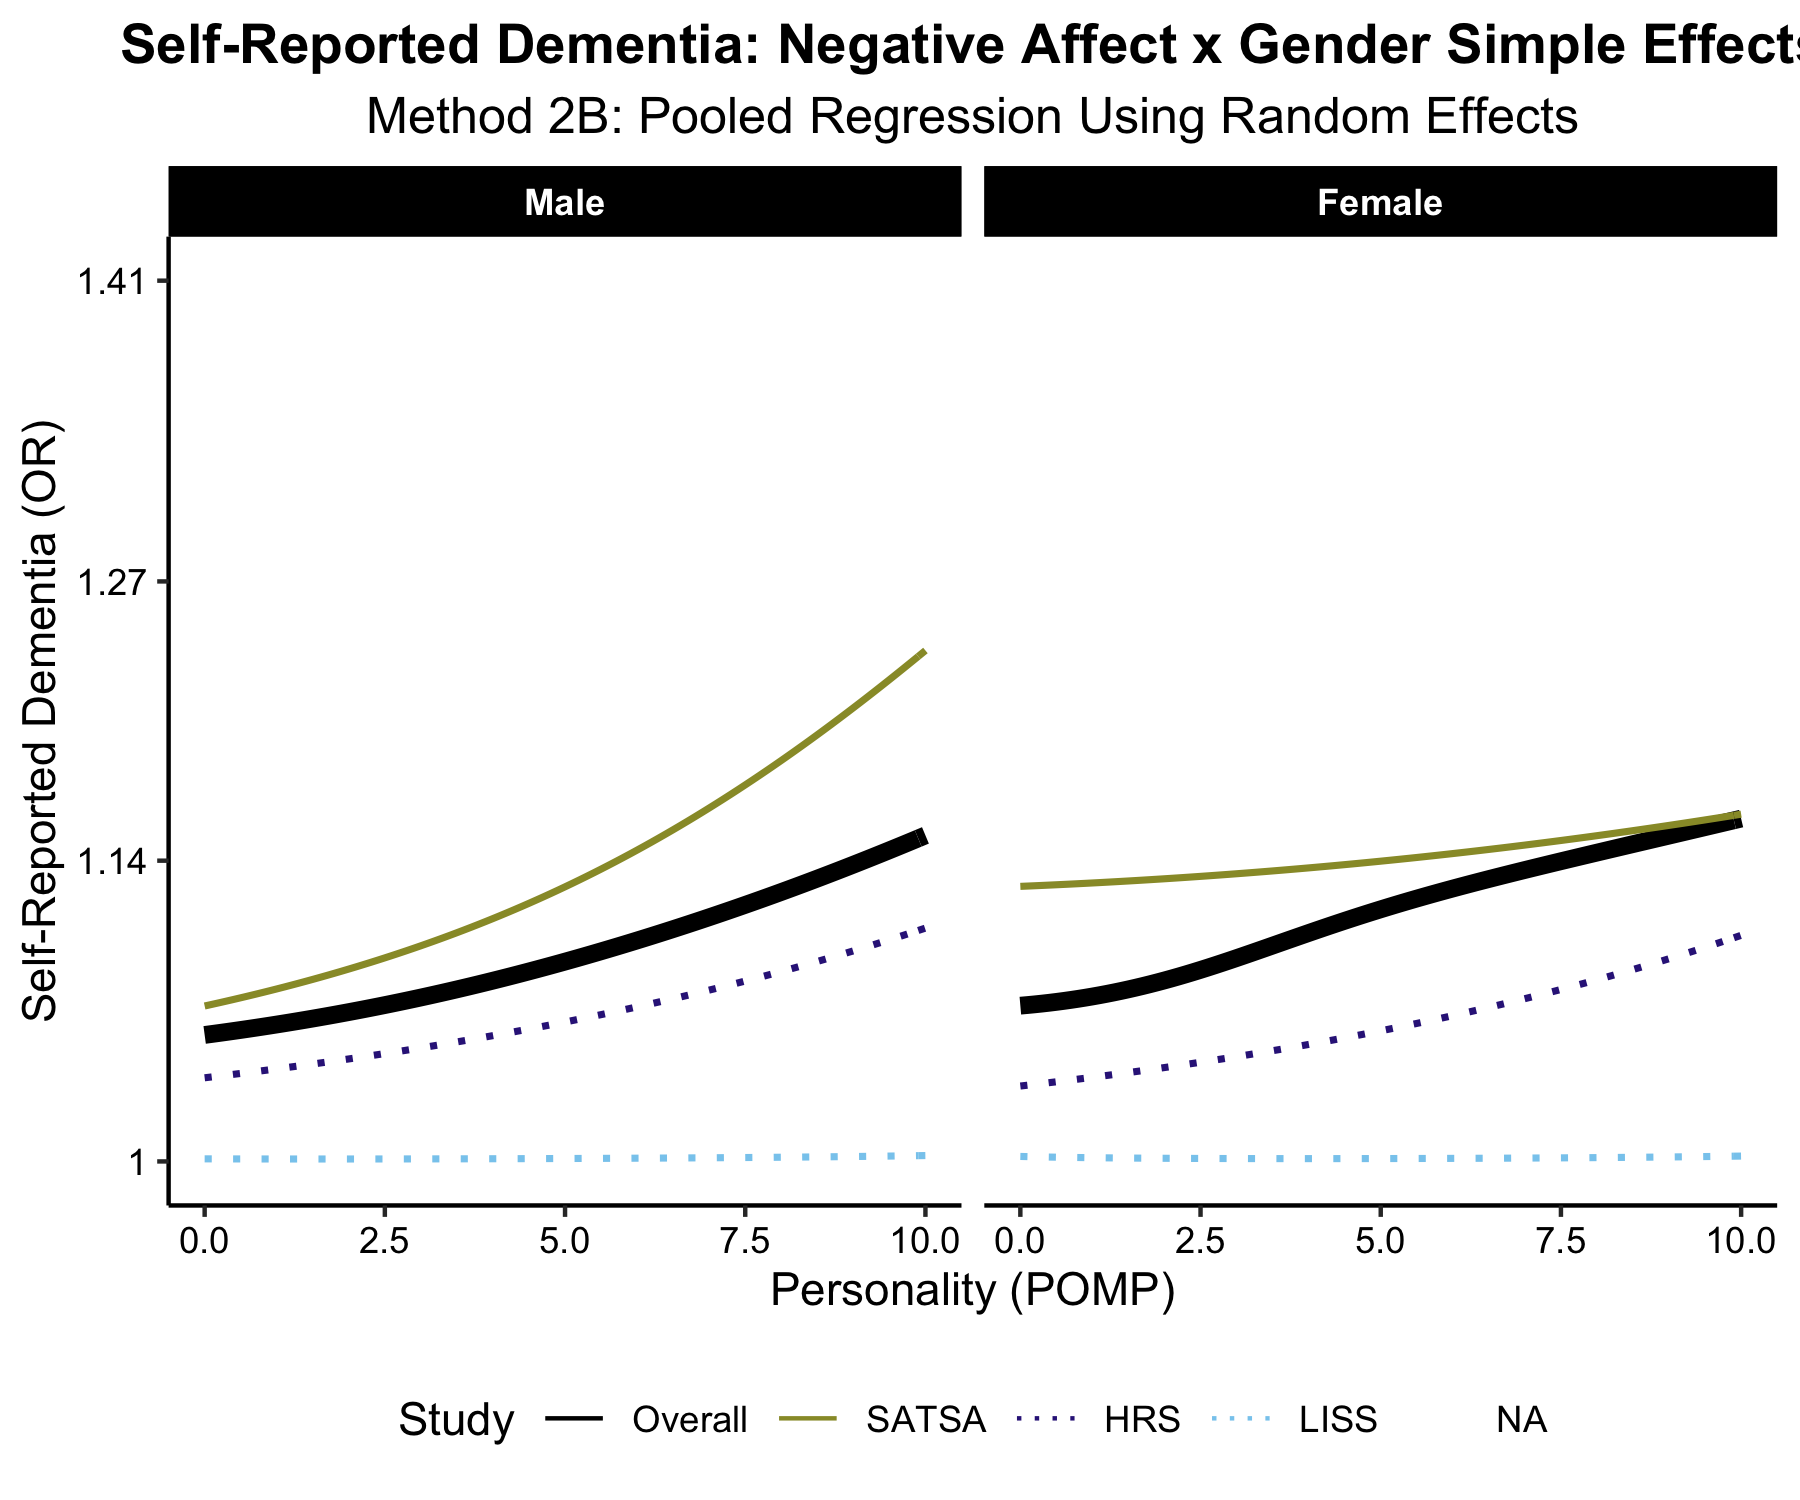 Self-Reported Dementia: Negative Affect x Gender Simple Effects
Method 2B: Pooled Regression Using Random Effects
Male Female
Self-Reported Dementia (OR)
1.41
1.27
1.14
1
0.0 2.5 5.0 7.5 10.0 0.0 2.5 5.0 7.5 10.0
Personality (POMP)
Study Overall SATSA HRS LISS NA